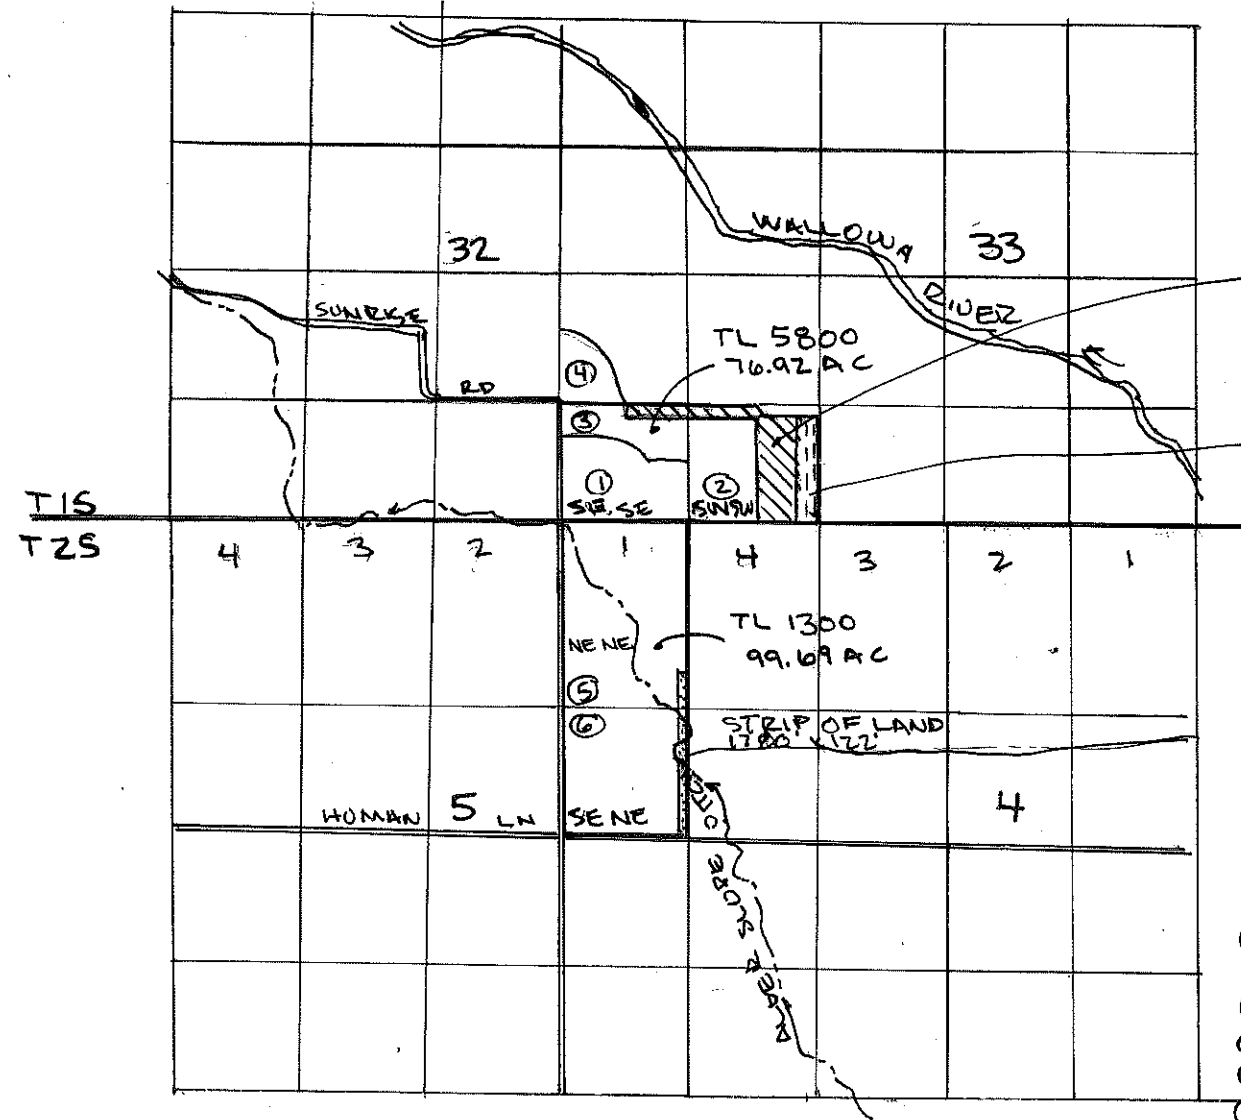 WALLOWA
RIVER
32
33
SUNRISE
RD
TL 5800
76.92 AC
④
③
①
SE SE
②
SWSW
T1S
T2S
4
3
2
1
4
3
2
1
NE NE
TL 1300
99.69 AC
⑤
⑥
STRIP OF LAND
1780' 122'
HUMAN
5
LN
SE NE
4
SLOPE